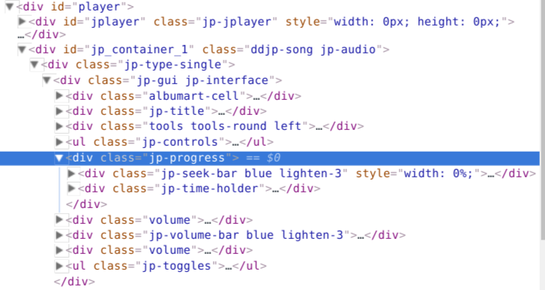 ▼<div id="player">
▶<div id="jplayer" class="jp-jplayer" style="width: 0px; height: 0px;">
…</div>
▼<div id="jp_container_1" class="ddjp-song jp-audio">
▼<div class="jp-type-single">
▼<div class="jp-gui jp-interface">
▶<div class="albumart-cell">…</div>
▶<div class="jp-title">…</div>
▶<div class="tools tools-round left">…</div>
▶<ul class="jp-controls">…</ul>
▼<div class="jp-progress"> == $0
▶<div class="jp-seek-bar blue lighten-3" style="width: 0%;">…</div>
▶<div class="jp-time-holder">…</div>
</div>
▶<div class="volume">…</div>
▶<div class="jp-volume-bar blue lighten-3">…</div>
▶<div class="volume">…</div>
▶<ul class="jp-toggles">…</ul>
</div>